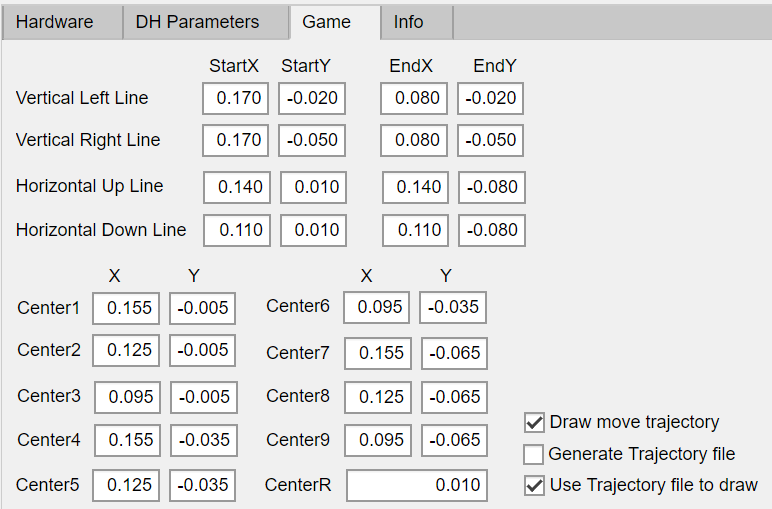 Hardware DH Parameters Game Info
StartX StartY EndX EndY
Vertical Left Line 0.170 -0.020 0.080 -0.020
Vertical Right Line 0.170 -0.050 0.080 -0.050
Horizontal Up Line 0.140 0.010 0.140 -0.080
Horizontal Down Line 0.110 0.010 0.110 -0.080
X Y X Y
Center1 0.155 -0.005 Center6 0.095 -0.035
Center2 0.125 -0.005 Center7 0.155 -0.065
Center3 0.095 -0.005 Center8 0.125 -0.065
Draw move trajectory
Center4 0.155 -0.035 Center9 0.095 -0.065
Generate Trajectory file
Center5 0.125 -0.035 CenterR 0.010 Use Trajectory file to draw